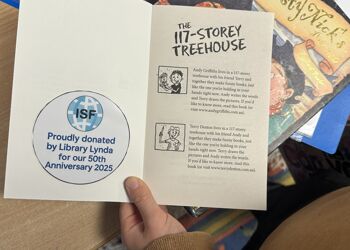 ISF
Proudly donated
by Library Lynda
for our 50th
Anniversary 2025
THE
117-STOREY
TREEHOUSE
Andy Griffiths lives in a 117-storey
treehouse with his friend Terry and
together they make funny books, just
like the one you're holding in your
hands right now. Andy writes the words
and Terry draws the pictures. If you'd
like to know more, read this book (or
visit www.andygriffiths.com.au).
Terry Denton lives in a 117-storey
treehouse with his friend Andy and
together they make funny books, just
like the one you're holding in your
hands right now. Terry draws the
pictures and Andy writes the words.
If you'd like to know more, read this
book (or visit www.terrydenton.com.au).
Nick's